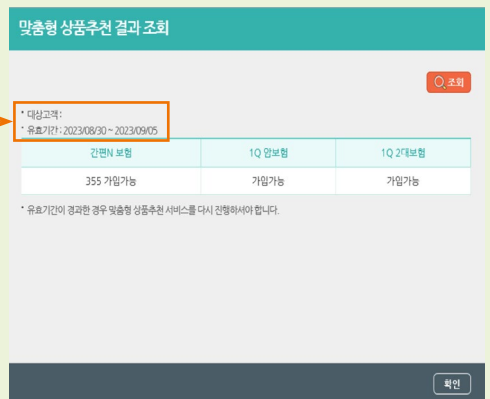 맞춤형 상품추천 결과 조회
조회
* 대상고객 :
* 유효기간 : 2023/08/30 ~ 2023/09/05
간편N 보험 1Q 암보험 1Q 2대보험
355 가입가능 가입가능 가입가능
* 유효기간이 경과한 경우 맞춤형 상품추천 서비스를 다시 진행하셔야 합니다.
확인